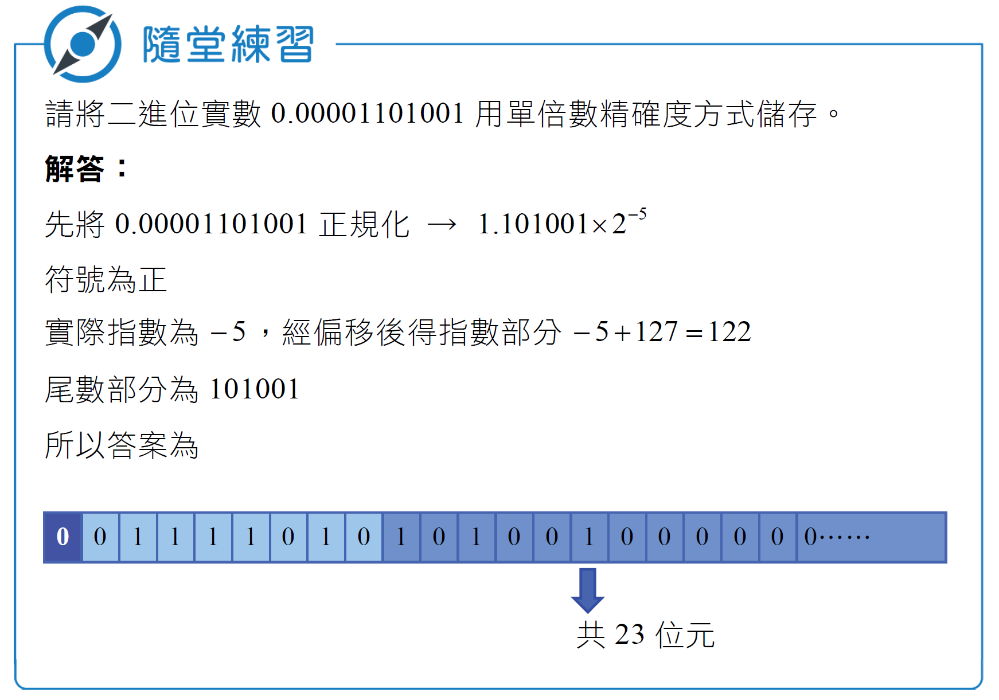 隨堂練習
請將二進位實數 0.00001101001 用單倍數精確度方式儲存。
解答：
先將 0.00001101001 正規化 → 1.101001×2⁻⁵
符號為正
實際指數為 −5，經偏移後得指數部分 −5+127=122
尾數部分為 101001
所以答案為
0 0 1 1 1 1 0 1 0 1 0 1 0 0 1 0 0 0 0 0 0⋯⋯
共 23 位元